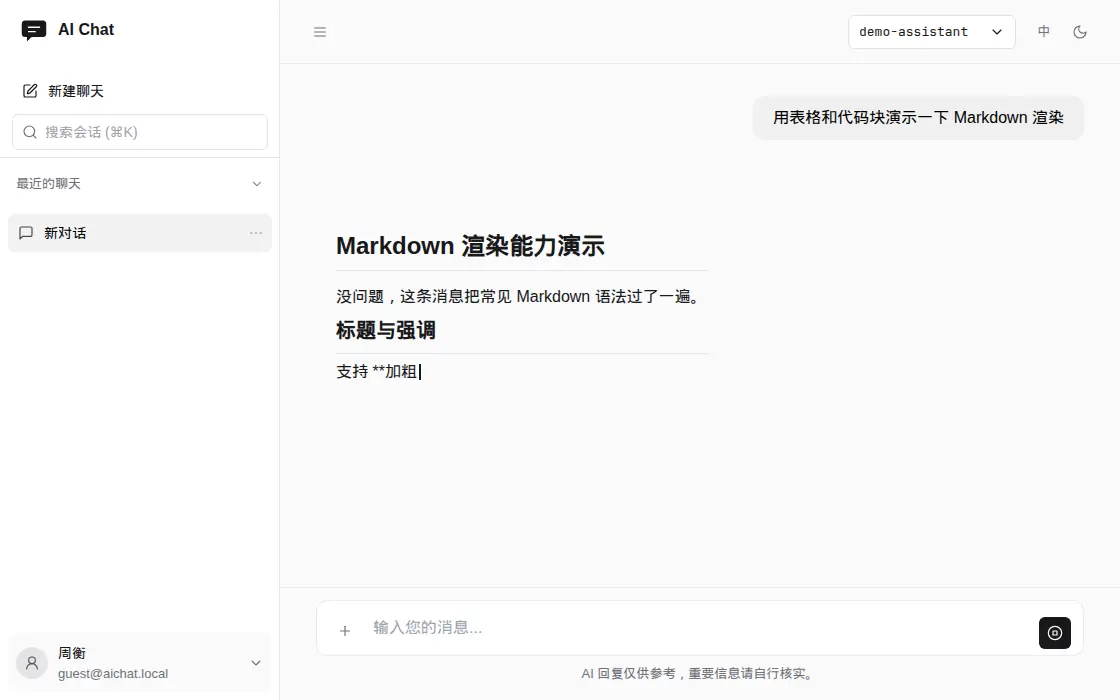 AI Chat
新建聊天
搜索会话 (⌘K)
最近的聊天
新对话
周衡
guest@aichat.local
demo-assistant
中
用表格和代码块演示一下 Markdown 渲染
Markdown 渲染能力演示
没问题，这条消息把常见 Markdown 语法过了一遍。
标题与强调
支持 **加粗
输入您的消息...
AI 回复仅供参考，重要信息请自行核实。